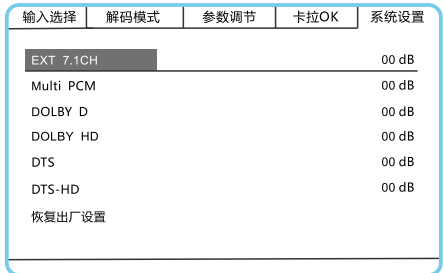 输入选择 解码模式 参数调节 卡拉OK 系统设置
EXT 7.1CH 00 dB
Multi PCM 00 dB
DOLBY D 00 dB
DOLBY HD 00 dB
DTS 00 dB
DTS-HD 00 dB
恢复出厂设置